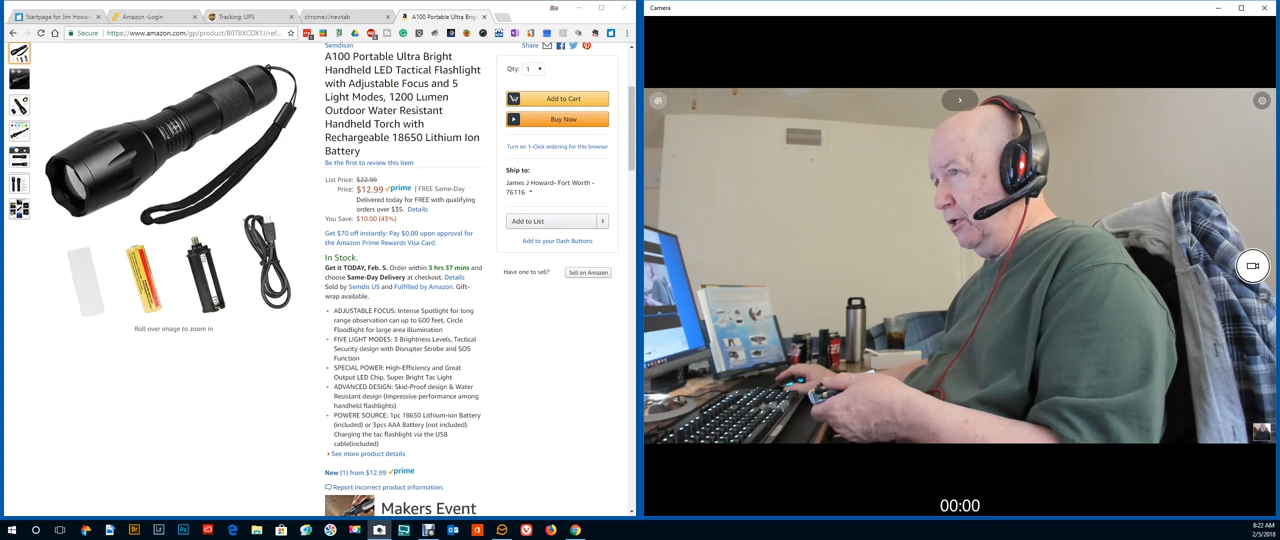 Startpage for Jim Howar
Amazon -Login
Tracking: UPS
chrome://newtab
A100 Portable Ultra Brig
Secure
https://www.amazon.com/gp/product/B078XCDX1J/ref...
Semdisan
A100 Portable Ultra Bright
Handheld LED Tactical Flashlight
with Adjustable Focus and 5
Light Modes, 1200 Lumen
Outdoor Water Resistant
Handheld Torch with
Rechargeable 18650 Lithium Ion
Battery
Be the first to review this item
List Price: $22.99
Price: $12.99 prime | FREE Same-Day
Delivered today for FREE with qualifying
orders over $35. Details
You Save: $10.00 (43%)
Get $70 off instantly: Pay $0.00 upon approval for
the Amazon Prime Rewards Visa Card.
In Stock.
Get it TODAY, Feb. 5. Order within 3 hrs 37 mins and
choose Same-Day Delivery at checkout. Details
Sold by Semdis US and Fulfilled by Amazon. Gift-
wrap available.
ADJUSTABLE FOCUS: Intense Spotlight for long
range observation can up to 600 feet, Circle
Floodlight for large area illumination
FIVE LIGHT MODES: 3 Brightness Levels, Tactical
Security design with Disrupter Strobe and SOS
Function
SPECIAL POWER: High-Efficiency and Great
Output LED Chip, Super Bright Tac Light
ADVANCED DESIGN: Skid-Proof design & Water
Resistant design (Impressive performance among
handheld flashlights)
POWERE SOURCE: 1pc 18650 Lithium-ion Battery
(included) or 3pcs AAA Battery (not included).
Charging the tac flashlight via the USB
cable(included)
› See more product details
New (1) from $12.99 prime
Report incorrect product information.
Makers Event
Roll over image to zoom in
Share
Qty: 1
Add to Cart
Buy Now
Turn on 1-Click ordering for this browser
Ship to:
James J Howard- Fort Worth -
76116
Add to List
Add to your Dash Buttons
Have one to sell?
Sell on Amazon
Camera
00:00
8:22 AM
2/5/2018